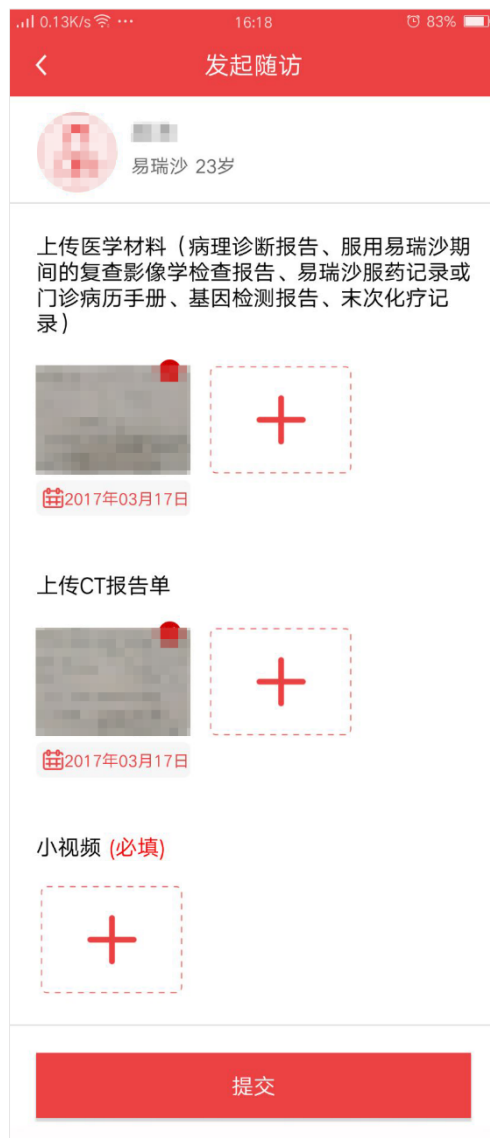 0.13K/s ... 16:18 83%
发起随访
易瑞沙 23岁
上传医学材料（病理诊断报告、服用易瑞沙期
间的复查影像学检查报告、易瑞沙服药记录或
门诊病历手册、基因检测报告、末次化疗记
录）
2017年03月17日
上传CT报告单
2017年03月17日
小视频 (必填)
提交